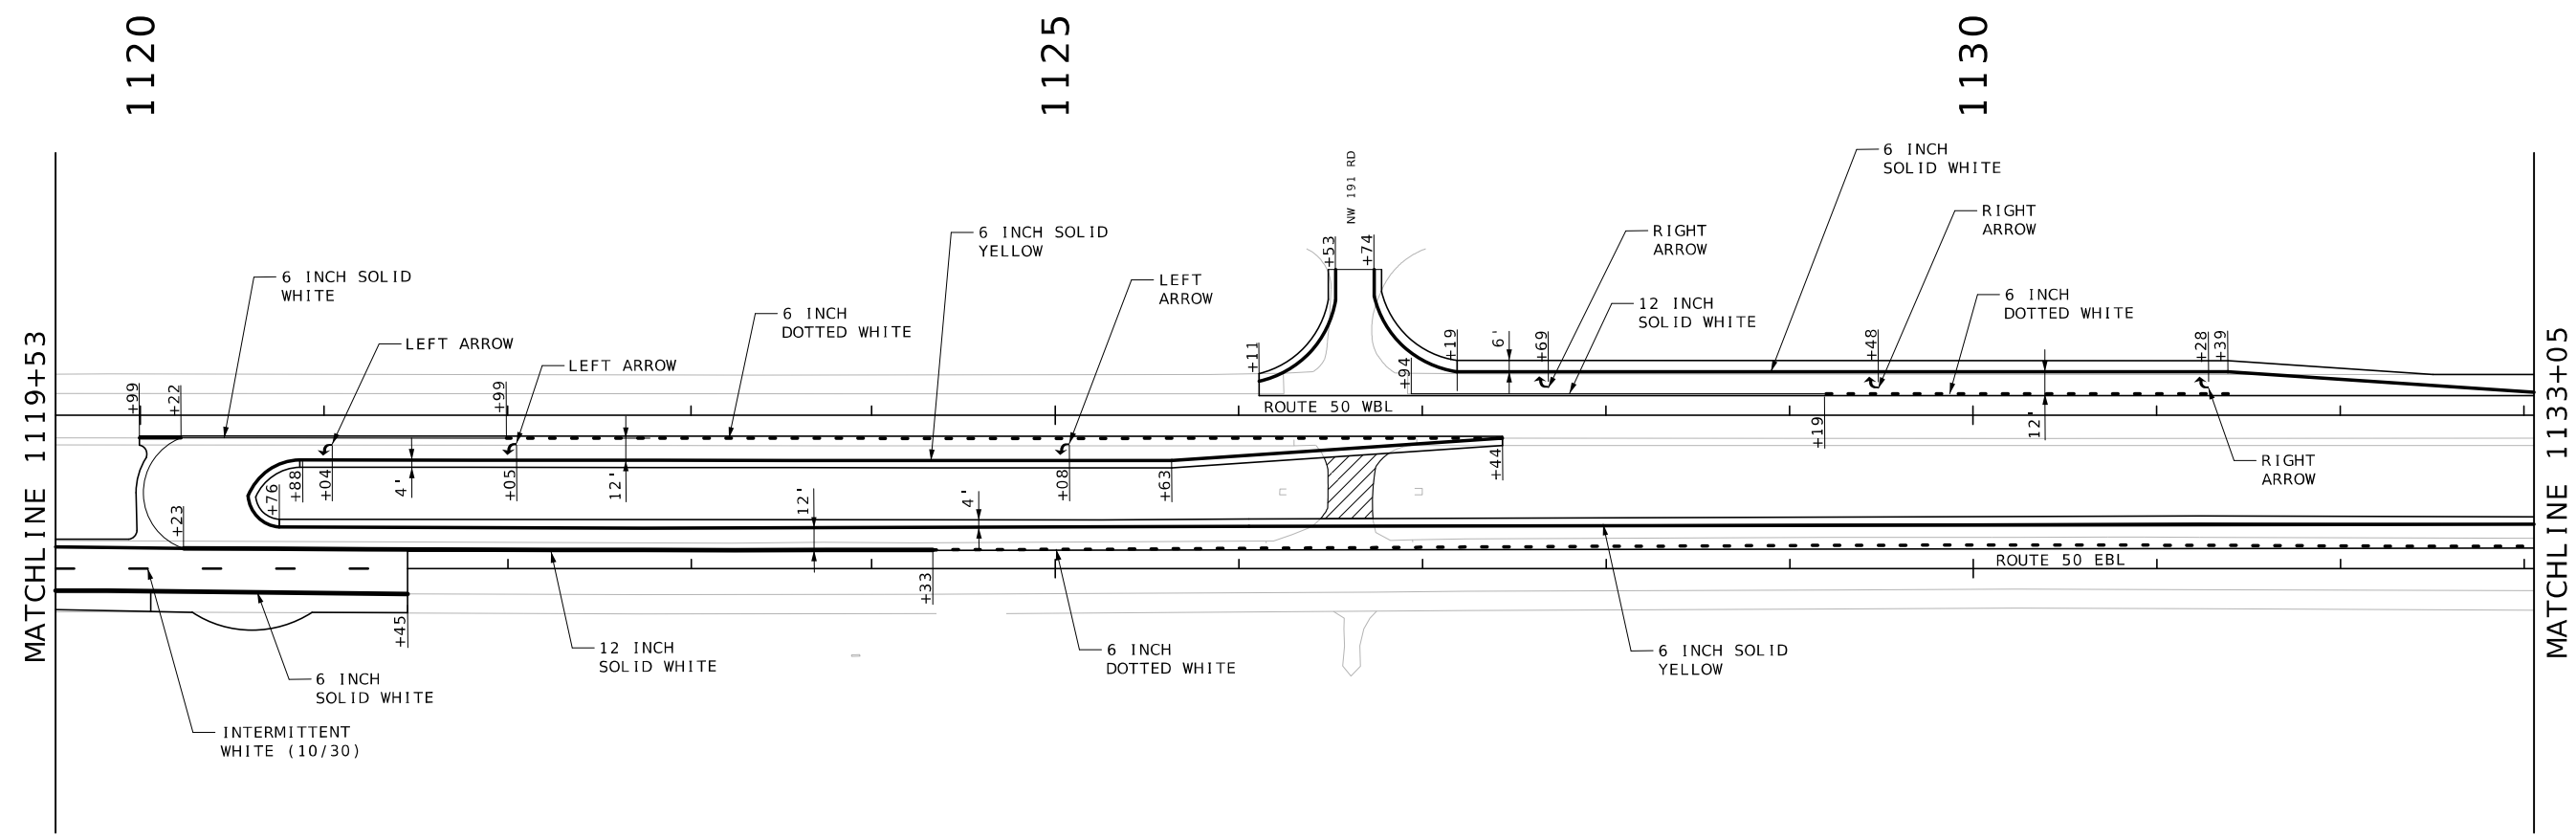 1120
1125
1130
6 INCH
SOLID WHITE
NW 191 RD
RIGHT
ARROW
RIGHT
ARROW
6 INCH SOLID
YELLOW
+53
+74
6 INCH SOLID
WHITE
LEFT
ARROW
6 INCH
DOTTED WHITE
12 INCH
SOLID WHITE
6 INCH
DOTTED WHITE
LEFT ARROW
LEFT ARROW
+11
+94
+19
6'
+69
+48
+28
+39
+99
+22
+99
ROUTE 50 WBL
+19
12'
MATCHLINE 1119+53
MATCHLINE 1133+05
+76
+88
+04
4'
+05
12'
+08
+63
+44
RIGHT
ARROW
+23
12'
4'
ROUTE 50 EBL
+33
+45
12 INCH
SOLID WHITE
6 INCH
DOTTED WHITE
6 INCH SOLID
YELLOW
6 INCH
SOLID WHITE
INTERMITTENT
WHITE (10/30)